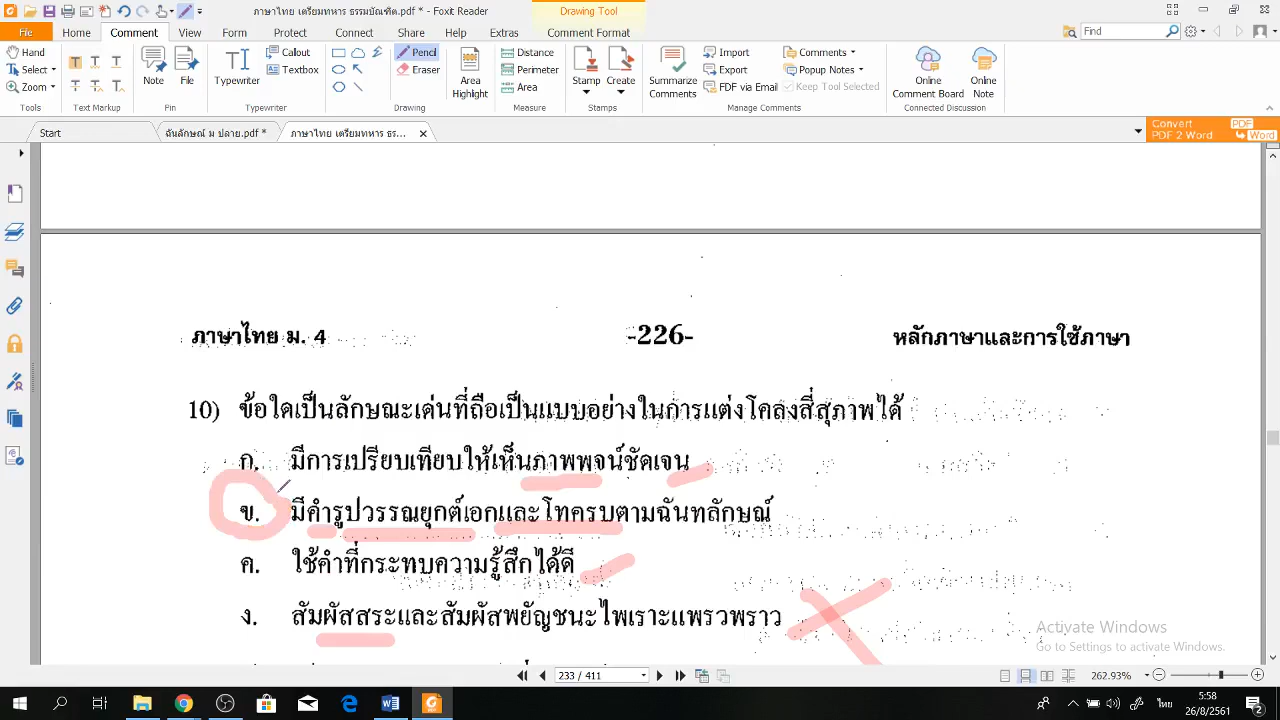 ภาษาไทย เตรียมทหาร ธรรมบัณฑิต.pdf * - Foxit Reader
Drawing Tool
File
Home
Comment
View
Form
Protect
Connect
Share
Help
Extras
Comment Format
Find
Hand
Select
Zoom
Tools
Text Markup
Note
File
Pin
Typewriter
Callout
Textbox
Typewriter
Pencil
Eraser
Drawing
Area Highlight
Distance
Perimeter
Area
Measure
Stamp
Create
Stamps
Summarize Comments
Import
Export
FDF via Email
Comments
Popup Notes
Keep Tool Selected
Manage Comments
Online Comment Board
Online Note
Connected Discussion
Start
ฉันลักษณ์ ม ปลาย.pdf *
ภาษาไทย เตรียมทหาร ธร...
Convert PDF 2 Word
PDF
Word
ภาษาไทย ม. 4
-226-
หลักภาษาและการใช้ภาษา
10) ข้อใดเป็นลักษณะเด่นที่ถือเป็นแบบอย่างในการแต่งโคลงสี่สุภาพได้
ก. มีการเปรียบเทียบให้เห็นภาพพจน์ชัดเจน
ข. มีคำรูปวรรณยุกต์เอกและโทครบตามฉันทลักษณ์
ค. ใช้คำที่กระทบความรู้สึกได้ดี
ง. สัมผัสสระและสัมผัสพยัญชนะไพเราะแพรวพราว
Activate Windows
Go to Settings to activate Windows.
233 / 411
262.93%
ไทย
5:58
26/8/2561
2